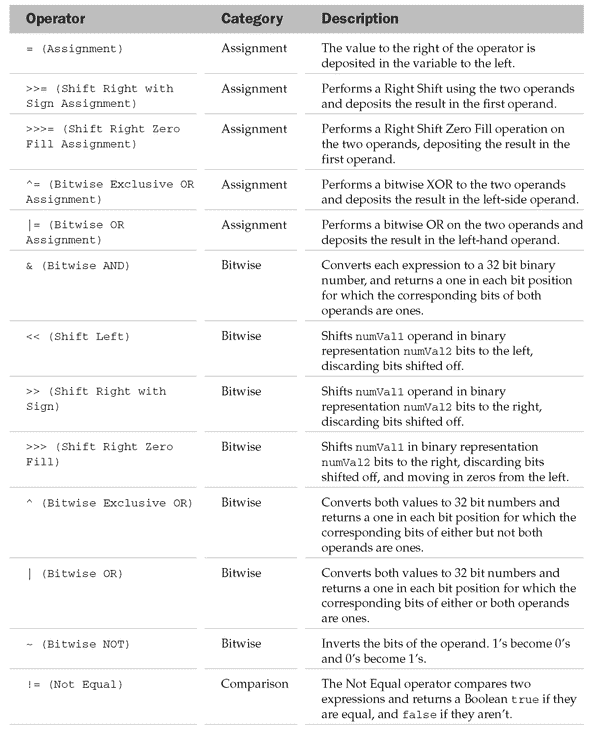 Operator Category Description
= (Assignment) Assignment The value to the right of the operator is
deposited in the variable to the left.
>>= (Shift Right with Assignment Performs a Right Shift using the two operands
Sign Assignment) and deposits the result in the first operand.
>>>= (Shift Right Zero Assignment Performs a Right Shift Zero Fill operation on
Fill Assignment) the two operands, depositing the result in the
first operand.
^= (Bitwise Exclusive OR Assignment Performs a bitwise XOR to the two operands
Assignment) and deposits the result in the left-side operand.
|= (Bitwise OR Assignment Performs a bitwise OR on the two operands and
Assignment) deposits the result in the left-hand operand.
& (Bitwise AND) Bitwise Converts each expression to a 32 bit binary
number, and returns a one in each bit position
for which the corresponding bits of both
operands are ones.
<< (Shift Left) Bitwise Shifts numVal1 operand in binary
representation numVal2 bits to the left,
discarding bits shifted off.
>> (Shift Right with Bitwise Shifts numVal1 operand in binary
Sign) representation numVal2 bits to the right,
discarding bits shifted off.
>>> (Shift Right Zero Bitwise Shifts numVal1 in binary representation
Fill) numVal2 bits to the right, discarding bits
shifted off, and moving in zeros from the left.
^ (Bitwise Exclusive OR) Bitwise Converts both values to 32 bit numbers and
returns a one in each bit position for which the
corresponding bits of either but not both
operands are ones.
| (Bitwise OR) Bitwise Converts both values to 32 bit numbers and
returns a one in each bit position for which the
corresponding bits of either or both operands
are ones.
~ (Bitwise NOT) Bitwise Inverts the bits of the operand. 1's become 0's
and 0's become 1's.
!= (Not Equal) Comparison The Not Equal operator compares two
expressions and returns a Boolean true if they
are equal, and false if they aren't.